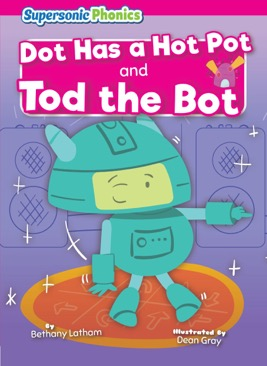 Supersonic Phonics
Dot Has a Hot Pot
and
Tod the Bot
By
Bethany Latham
Illustrated By
Dean Gray